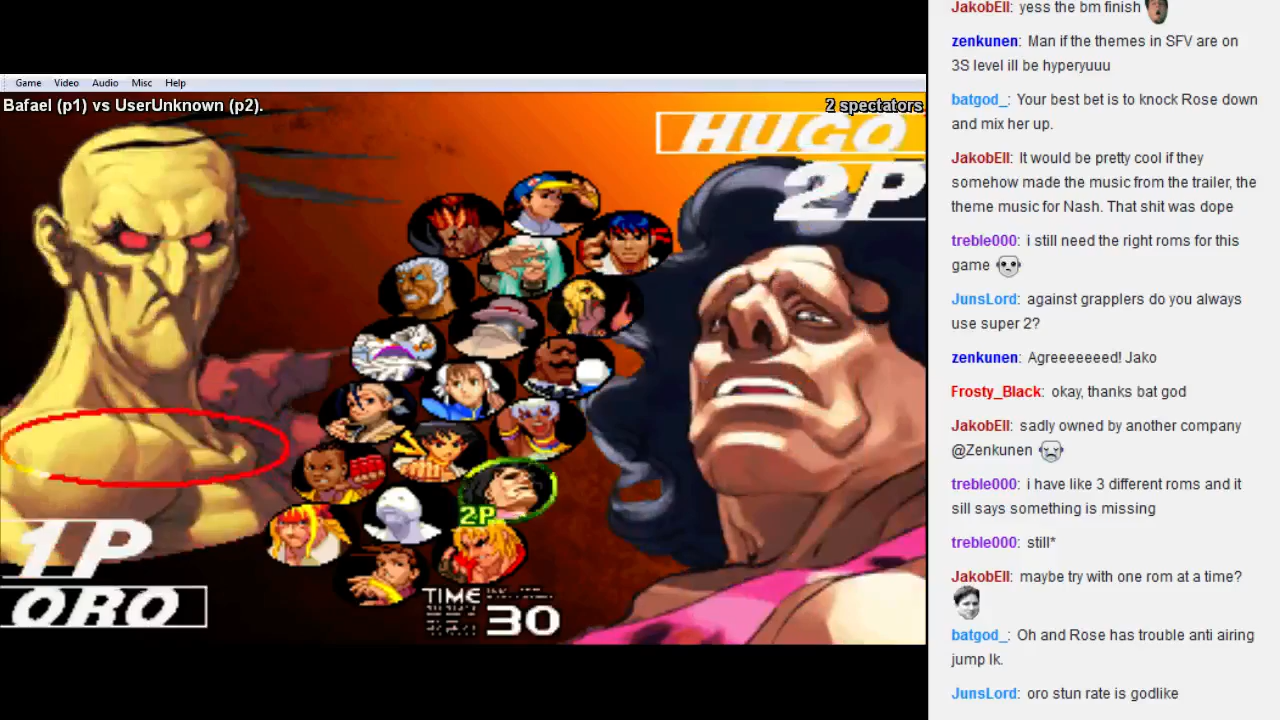 Game Video Audio Misc Help
Bafael (p1) vs UserUnknown (p2).
2 spectators
HUGO
2P
2P
1P
ORO
TIME
30
JakobEll: yess the bm finish
zenkunen: Man if the themes in SFV are on
3S level ill be hyperyuuu
batgod_: Your best bet is to knock Rose down
and mix her up.
JakobEll: It would be pretty cool if they
somehow made the music from the trailer, the
theme music for Nash. That shit was dope
treble000: i still need the right roms for this
game
JunsLord: against grapplers do you always
use super 2?
zenkunen: Agreeeeeeed! Jako
Frosty_Black: okay, thanks bat god
JakobEll: sadly owned by another company
@Zenkunen
treble000: i have like 3 different roms and it
sill says something is missing
treble000: still*
JakobEll: maybe try with one rom at a time?
batgod_: Oh and Rose has trouble anti airing
jump lk.
JunsLord: oro stun rate is godlike